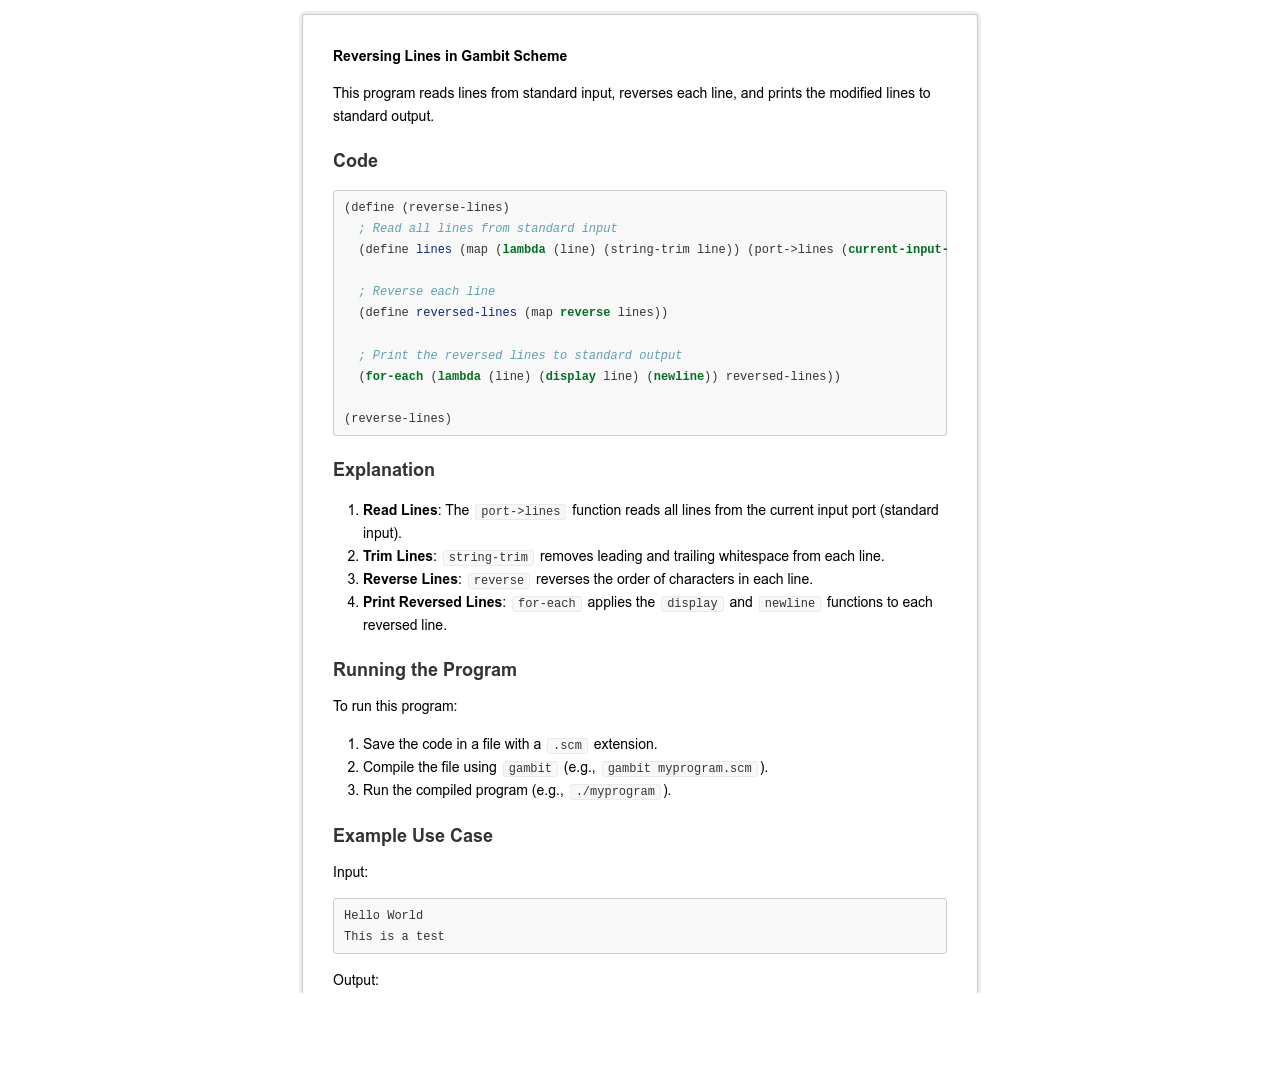 Reversing Lines in Gambit Scheme
This program reads lines from standard input, reverses each line, and prints the modified lines to
standard output.
Code
(define (reverse-lines)
  ; Read all lines from standard input
  (define lines (map (lambda (line) (string-trim line)) (port->lines (current-input-
  ; Reverse each line
  (define reversed-lines (map reverse lines))
  ; Print the reversed lines to standard output
  (for-each (lambda (line) (display line) (newline)) reversed-lines))
(reverse-lines)
Explanation
1. Read Lines: The port->lines function reads all lines from the current input port (standard
input).
2. Trim Lines: string-trim removes leading and trailing whitespace from each line.
3. Reverse Lines: reverse reverses the order of characters in each line.
4. Print Reversed Lines: for-each applies the display and newline functions to each
reversed line.
Running the Program
To run this program:
1. Save the code in a file with a .scm extension.
2. Compile the file using gambit (e.g., gambit myprogram.scm).
3. Run the compiled program (e.g., ./myprogram).
Example Use Case
Input:
Hello World
This is a test
Output: